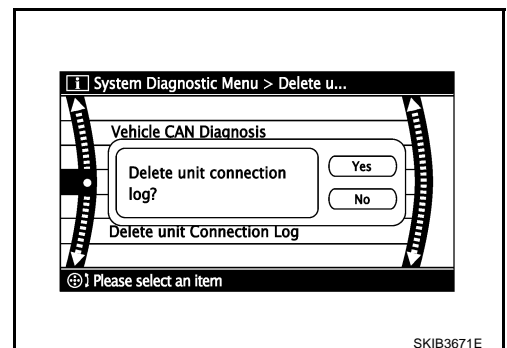 i System Diagnostic Menu > Delete u...
Vehicle CAN Diagnosis
Delete unit connection
log?
Yes
No
Delete unit Connection Log
Please select an item
SKIB3671E